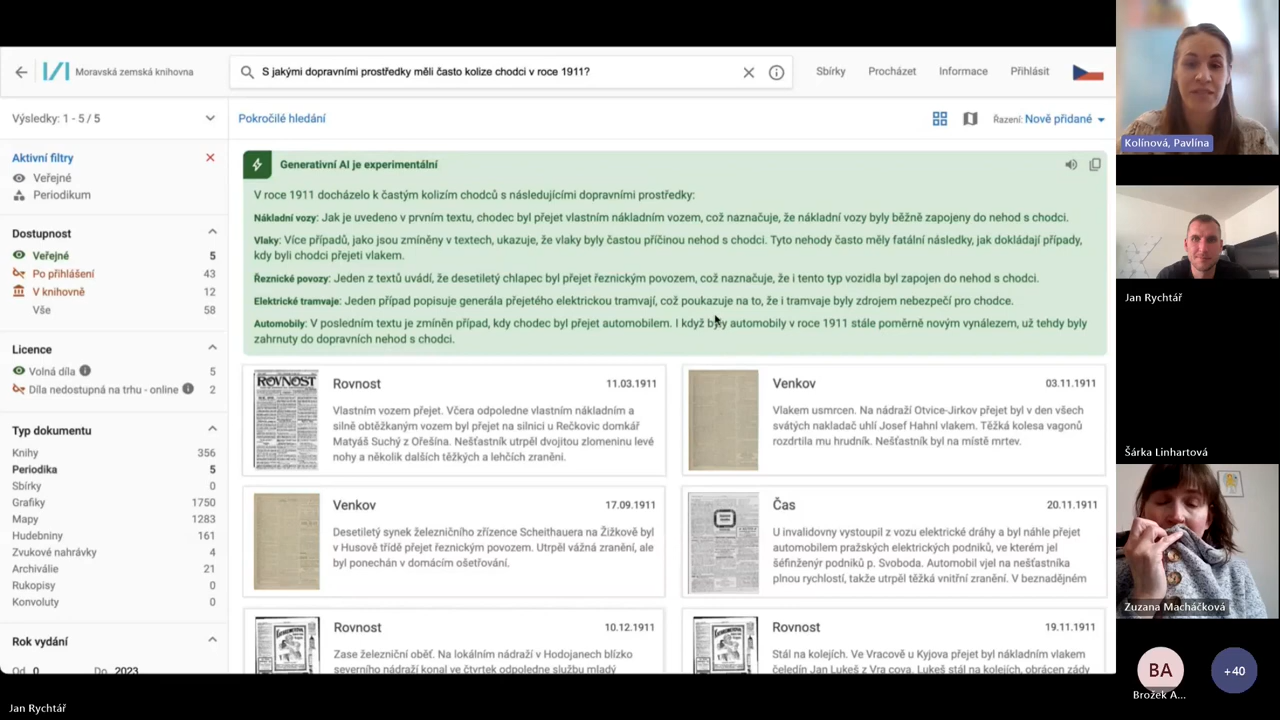 Moravská zemská knihovna
S jakými dopravními prostředky měli často kolize chodci v roce 1911?
Sbírky
Procházet
Informace
Přihlásit
Výsledky: 1 - 5 / 5
Pokročilé hledání
Řazení: Nově přidané
Aktivní filtry
Veřejné
Periodikum
Dostupnost
Veřejné 5
Po přihlášení 43
V knihovně 12
Vše 58
Licence
Volná díla 5
Díla nedostupná na trhu - online 2
Typ dokumentu
Knihy 356
Periodika 5
Sbírky 0
Grafiky 1750
Mapy 1283
Hudebniny 161
Zvukové nahrávky 4
Archiválie 21
Rukopisy 0
Konvoluty 0
Rok vydání
Od 0 Do 2023
Generativní AI je experimentální
V roce 1911 docházelo k častým kolizím chodců s následujícími dopravními prostředky:
Nákladní vozy: Jak je uvedeno v prvním textu, chodec byl přejet vlastním nákladním vozem, což naznačuje, že nákladní vozy byly běžně zapojeny do nehod s chodci.
Vlaky: Více případů, jako jsou zmíněny v textech, ukazuje, že vlaky byly častou příčinou nehod s chodci. Tyto nehody často měly fatální následky, jak dokládají případy,
kdy byli chodci přejeti vlakem.
Řeznické povozy: Jeden z textů uvádí, že desetiletý chlapec byl přejet řeznickým povozem, což naznačuje, že i tento typ vozidla byl zapojen do nehod s chodci.
Elektrické tramvaje: Jeden případ popisuje generála přejetého elektrickou tramvají, což poukazuje na to, že i tramvaje byly zdrojem nebezpečí pro chodce.
Automobily: V posledním textu je zmíněn případ, kdy chodec byl přejet automobilem. I když byly automobily v roce 1911 stále poměrně novým vynálezem, už tehdy byly
zahrnuty do dopravních nehod s chodci.
ROVNOST
Rovnost 11.03.1911
Vlastním vozem přejet. Včera odpoledne vlastním nákladním a
silně obtěžkaným vozem byl přejet na silnici u Rečkovic domkář
Matyáš Suchý z Ořešína. Nešťastník utrpěl dvojitou zlomeninu levé
nohy a několik dalších těžkých a lehčích zranění.
Venkov 03.11.1911
Vlakem usmrcen. Na nádraží Otvice-Jirkov přejet byl v den všech
svátých nakladač uhlí Josef Hahnl vlakem. Těžká kolesa vagonů
rozdrtila mu hrudník. Nešťastník byl na místě mrtev.
Venkov 17.09.1911
Desetiletý synek železničního zřízence Scheithauera na Žižkově byl
v Husově třídě přejet řeznickým povozem. Utrpěl vážná zranění, ale
byl ponechán v domácím ošetřování.
Čas 20.11.1911
U invalidovny vystoupil z vozu elektrické dráhy a byl náhle přejet
automobilem pražských elektrických podniků, ve kterém jel
šéfinženýr podniků p. Svoboda. Automobil vjel na nešťastníka
plnou rychlostí, takže utrpěl těžká vnitřní zranění. V beznadějném
Rovnost 10.12.1911
Zase železniční oběť. Na lokálním nádraží v Hodojanech blízko
severního nádraží konal ve čtvrtek odpoledne službu mladý
Rovnost 19.11.1911
Stál na kolejích. Ve Vracově u Kyjova přejet byl nákladním vlakem
čeledín Jan Lukeš z Vra cova. Lukeš stál na kolejích, obrácen zády
Kolínová, Pavlína
Jan Rychtář
Šárka Linhartová
Zuzana Macháčková
BA
Brožek A...
+40
Jan Rychtář